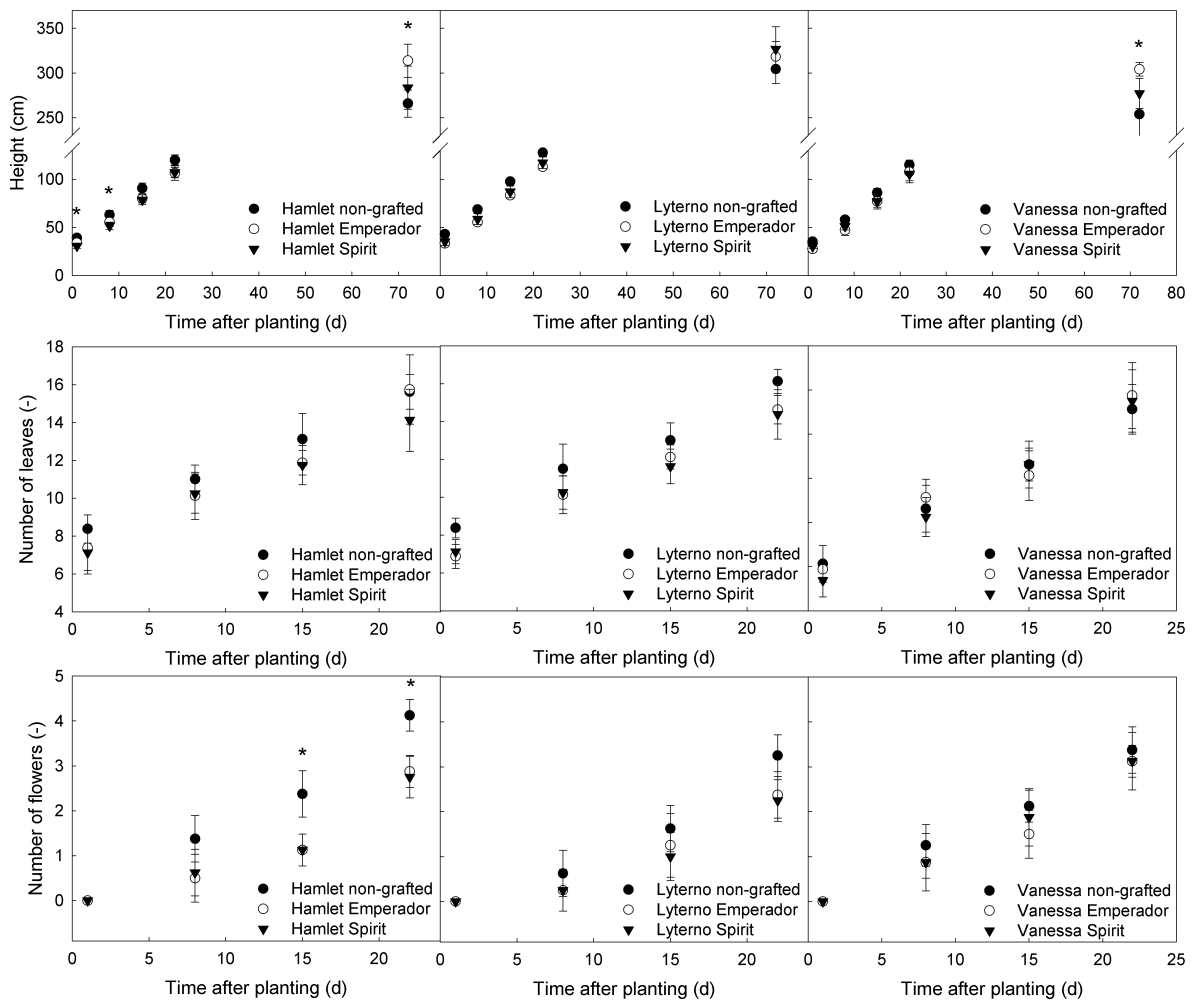 350
300
250
100
50
0
Height (cm)
*
*
*
Hamlet non-grafted
Hamlet Emperador
Hamlet Spirit
0 10 20 30 40 50 60 70
Time after planting (d)
Lyterno non-grafted
Lyterno Emperador
Lyterno Spirit
0 10 20 30 40 50 60 70
Time after planting (d)
*
Vanessa non-grafted
Vanessa Emperador
Vanessa Spirit
0 10 20 30 40 50 60 70 80
Time after planting (d)
18
16
14
12
10
8
6
4
Number of leaves (-)
Hamlet non-grafted
Hamlet Emperador
Hamlet Spirit
0 5 10 15 20
Time after planting (d)
Lyterno non-grafted
Lyterno Emperador
Lyterno Spirit
0 5 10 15 20
Time after planting (d)
Vanessa non-grafted
Vanessa Emperador
Vanessa Spirit
0 5 10 15 20 25
Time after planting (d)
5
4
3
2
1
0
Number of flowers (-)
*
*
Hamlet non-grafted
Hamlet Emperador
Hamlet Spirit
0 5 10 15 20
Time after planting (d)
Lyterno non-grafted
Lyterno Emperador
Lyterno Spirit
0 5 10 15 20
Time after planting (d)
Vanessa non-grafted
Vanessa Emperador
Vanessa Spirit
0 5 10 15 20 25
Time after planting (d)